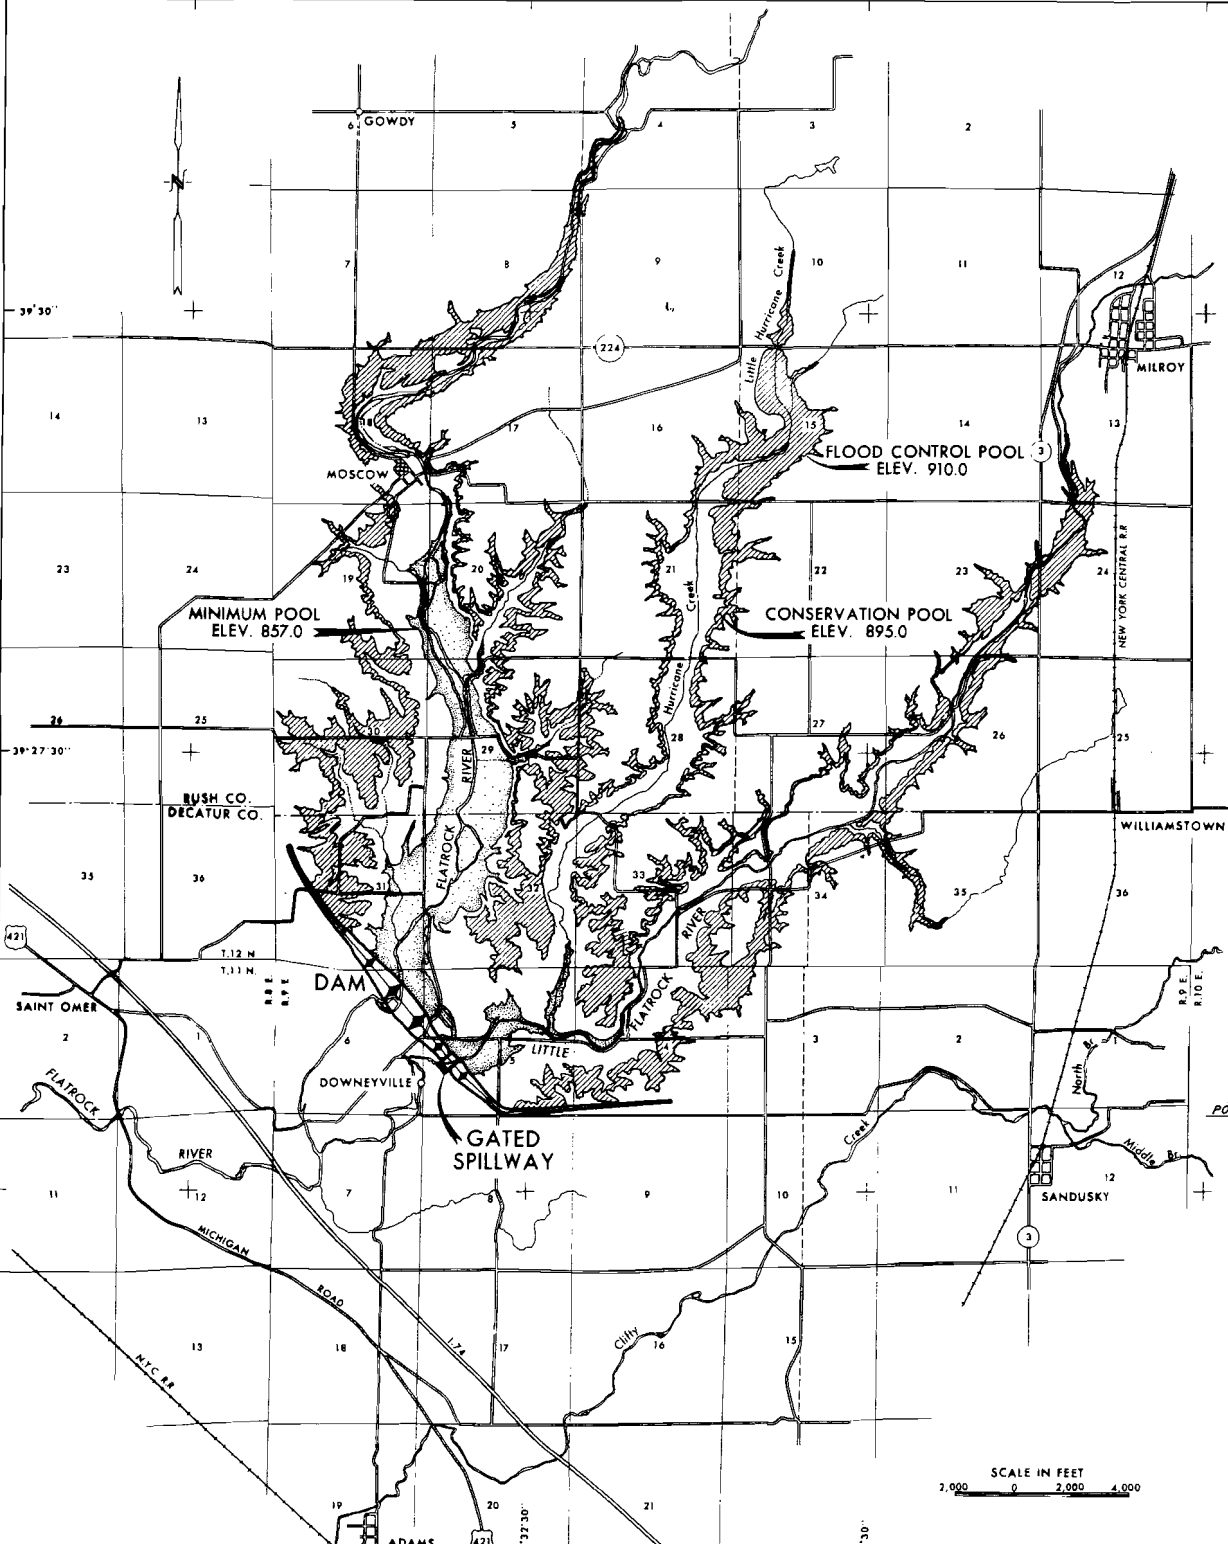 6 GOWDY 5 4 3 2
N
7 8 9 10 11 12
Little Hurricane Creek
39°30"
224
MILROY
14 13 18 17 16 15 14 13
FLOOD CONTROL POOL
ELEV. 910.0
3
MOSCOW
23 24 19 20 21 22 23 24
NEW YORK CENTRAL R.R
MINIMUM POOL
ELEV. 857.0
CONSERVATION POOL
ELEV. 895.0
Hurricane Creek
26 25 30 29 28 27 26 25
39°27'30"
FLATROCK RIVER
RUSH CO.
DECATUR CO.
WILLIAMSTOWN
35 36 31 32 33 34 35 36
421
T.12 N
T.11 N.
R.8 E.
R.9 E.
R.9 E.
R.10 E.
DAM
SAINT OMER
LITTLE FLATROCK RIVER
2 1 6 5 4 3 2 1
DOWNEYVILLE
FLATROCK RIVER
North Br.
Creek
PO
GATED
SPILLWAY
Middle Br.
11 12 7 8 9 10 11 12
SANDUSKY
3
MICHIGAN ROAD
I-74
13 18 17 16 15
Clifty
N.Y.C R.R
SCALE IN FEET
2,000 0 2,000 4,000
19 20 21
ADAMS
421
32'30"
30"